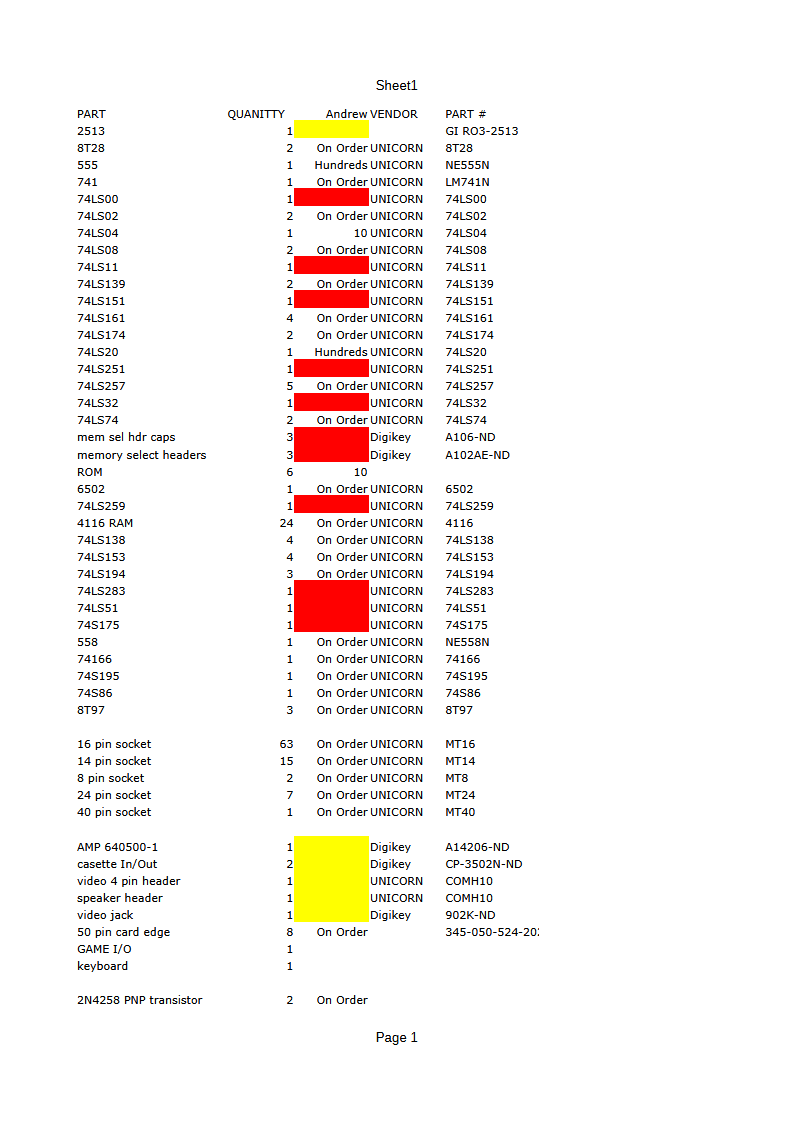 Sheet1
PART QUANITTY Andrew VENDOR PART #
2513 1 GI RO3-2513
8T28 2 On Order UNICORN 8T28
555 1 Hundreds UNICORN NE555N
741 1 On Order UNICORN LM741N
74LS00 1 UNICORN 74LS00
74LS02 2 On Order UNICORN 74LS02
74LS04 1 10 UNICORN 74LS04
74LS08 2 On Order UNICORN 74LS08
74LS11 1 UNICORN 74LS11
74LS139 2 On Order UNICORN 74LS139
74LS151 1 UNICORN 74LS151
74LS161 4 On Order UNICORN 74LS161
74LS174 2 On Order UNICORN 74LS174
74LS20 1 Hundreds UNICORN 74LS20
74LS251 1 UNICORN 74LS251
74LS257 5 On Order UNICORN 74LS257
74LS32 1 UNICORN 74LS32
74LS74 2 On Order UNICORN 74LS74
mem sel hdr caps 3 Digikey A106-ND
memory select headers 3 Digikey A102AE-ND
ROM 6 10
6502 1 On Order UNICORN 6502
74LS259 1 UNICORN 74LS259
4116 RAM 24 On Order UNICORN 4116
74LS138 4 On Order UNICORN 74LS138
74LS153 4 On Order UNICORN 74LS153
74LS194 3 On Order UNICORN 74LS194
74LS283 1 UNICORN 74LS283
74LS51 1 UNICORN 74LS51
74S175 1 UNICORN 74S175
558 1 On Order UNICORN NE558N
74166 1 On Order UNICORN 74166
74S195 1 On Order UNICORN 74S195
74S86 1 On Order UNICORN 74S86
8T97 3 On Order UNICORN 8T97
16 pin socket 63 On Order UNICORN MT16
14 pin socket 15 On Order UNICORN MT14
8 pin socket 2 On Order UNICORN MT8
24 pin socket 7 On Order UNICORN MT24
40 pin socket 1 On Order UNICORN MT40
AMP 640500-1 1 Digikey A14206-ND
casette In/Out 2 Digikey CP-3502N-ND
video 4 pin header 1 UNICORN COMH10
speaker header 1 UNICORN COMH10
video jack 1 Digikey 902K-ND
50 pin card edge 8 On Order 345-050-524-20
GAME I/O 1
keyboard 1
2N4258 PNP transistor 2 On Order
Page 1